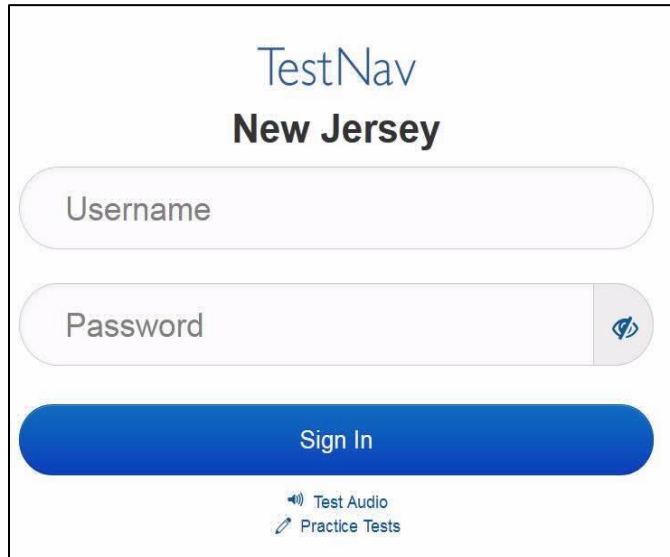 TestNav
New Jersey
Username
Password
Sign In
Test Audio
Practice Tests